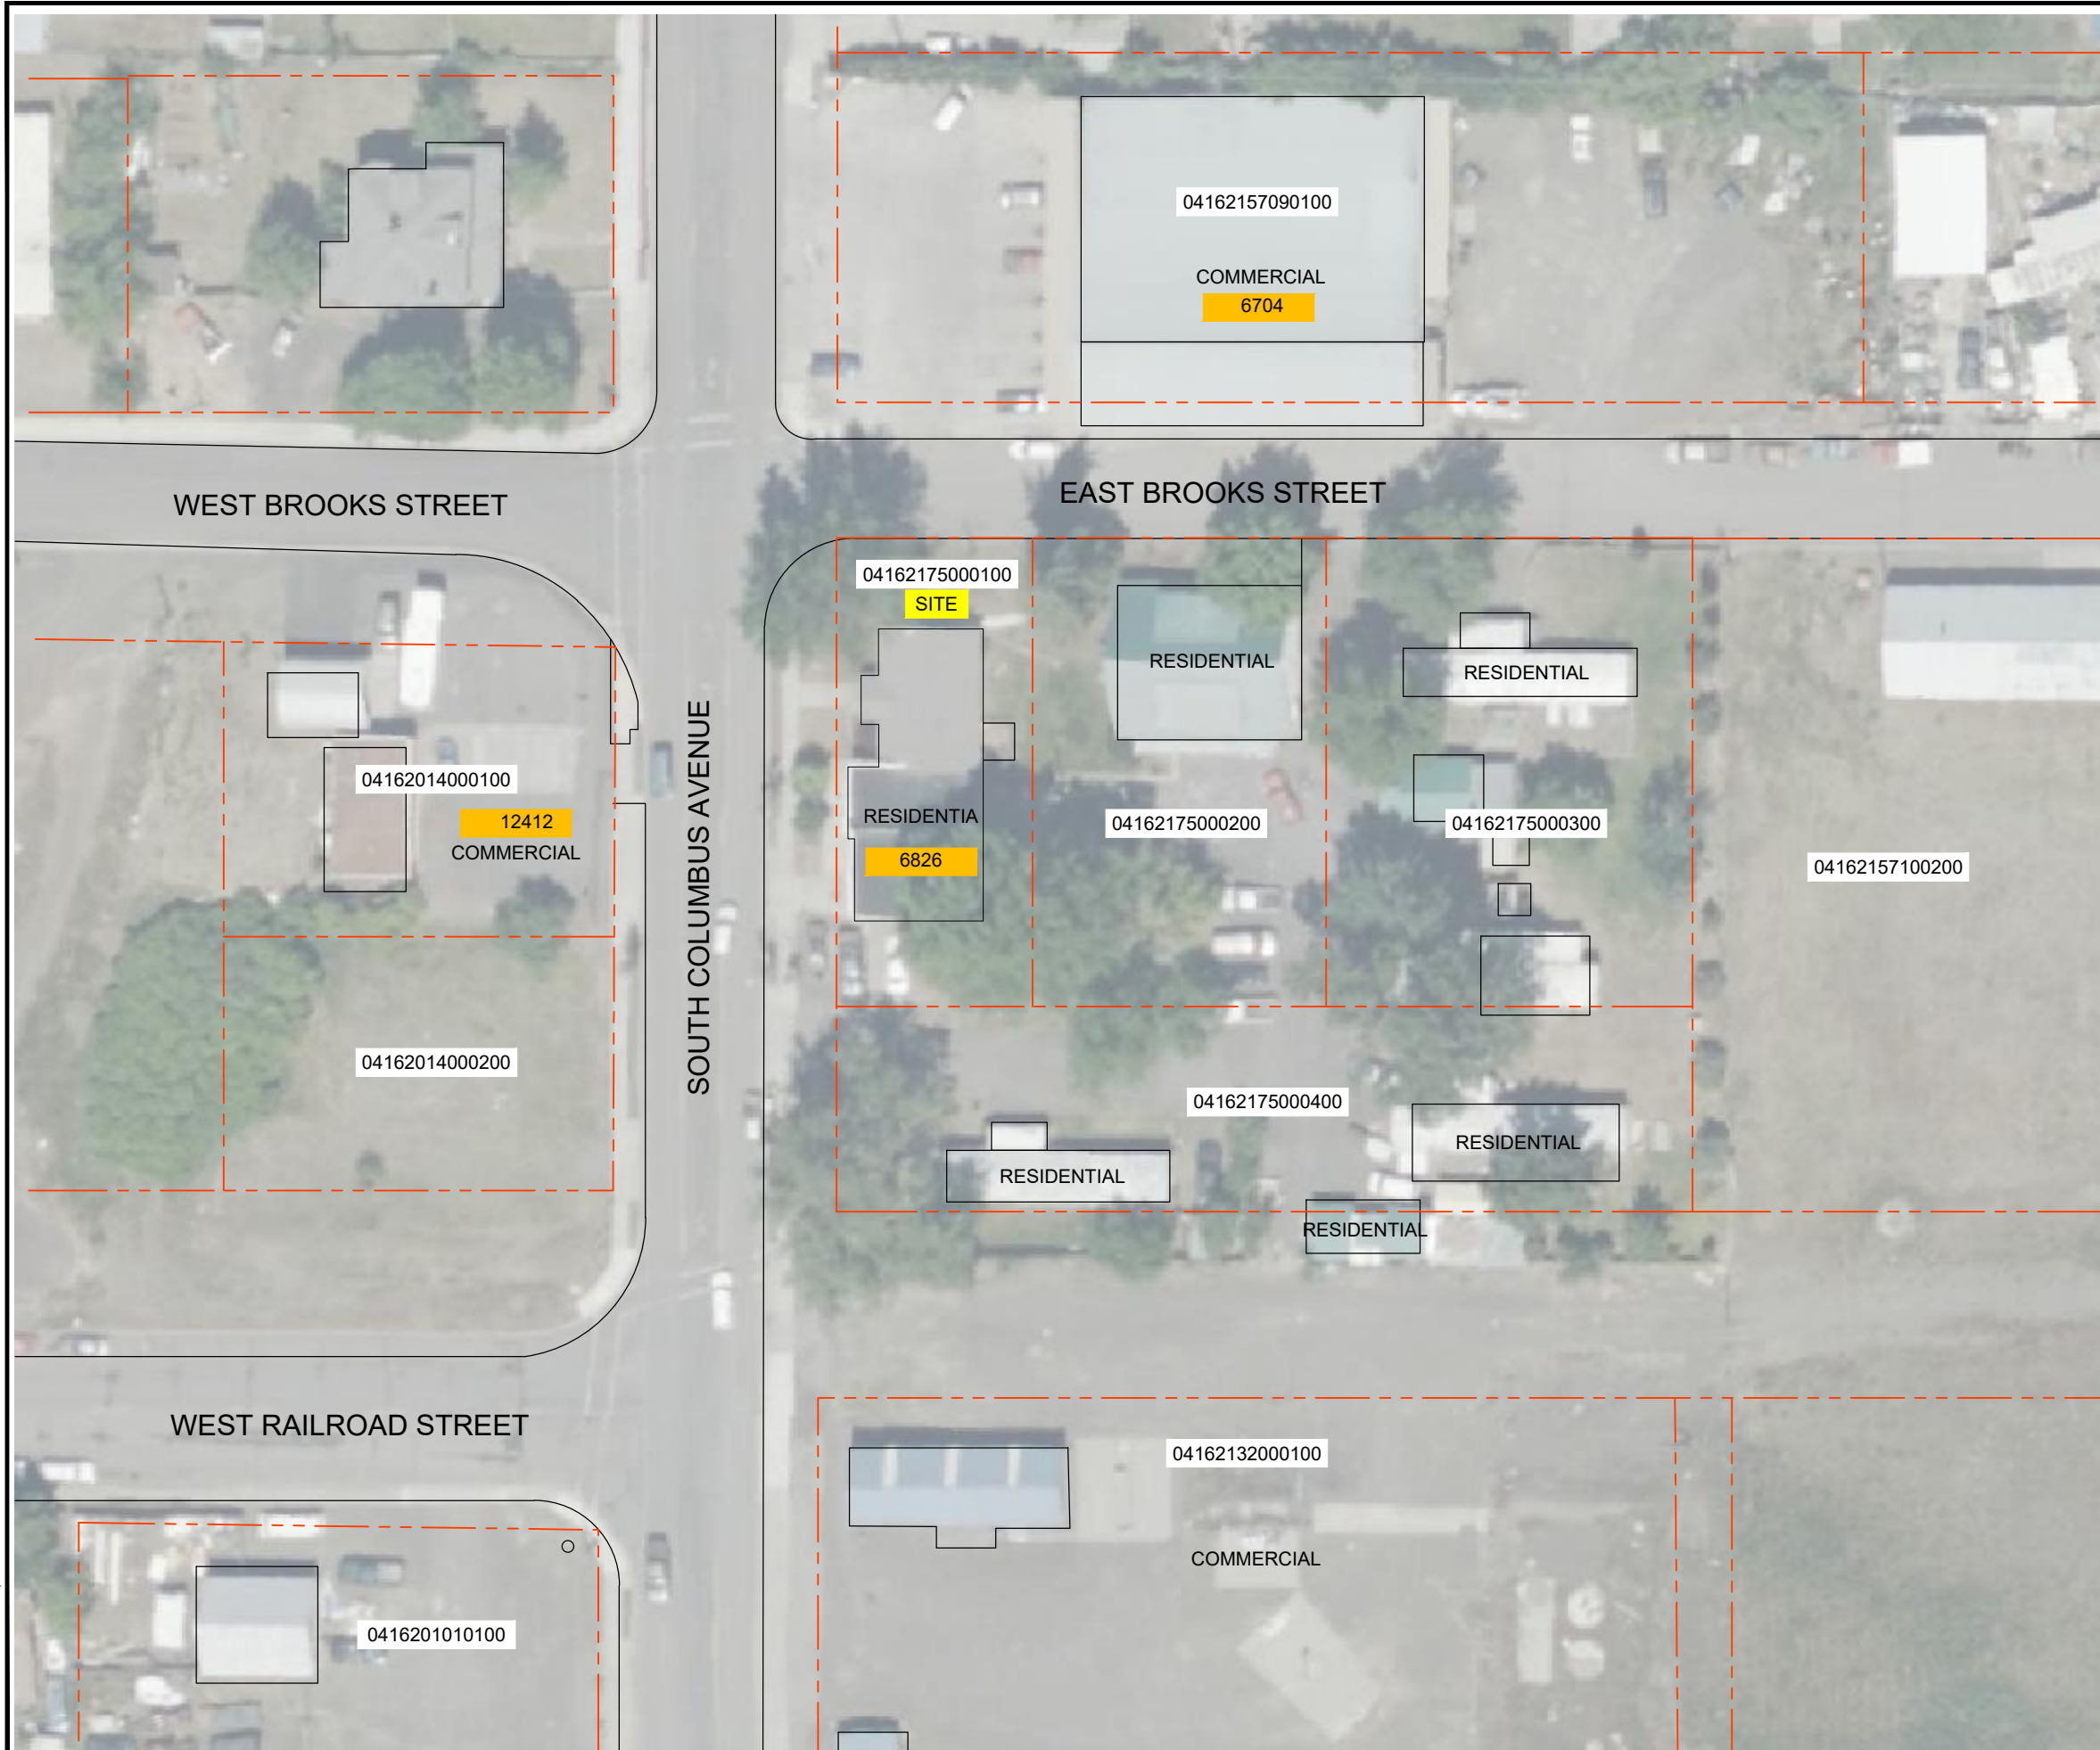 04162157090100
COMMERCIAL
6704
WEST BROOKS STREET
EAST BROOKS STREET
04162175000100
SITE
RESIDENTIAL
RESIDENTIAL
SOUTH COLUMBUS AVENUE
04162014000100
12412
COMMERCIAL
RESIDENTIA
6826
04162175000200
04162175000300
04162157100200
04162014000200
04162175000400
RESIDENTIAL
RESIDENTIAL
RESIDENTIAL
WEST RAILROAD STREET
04162132000100
COMMERCIAL
0416201010100